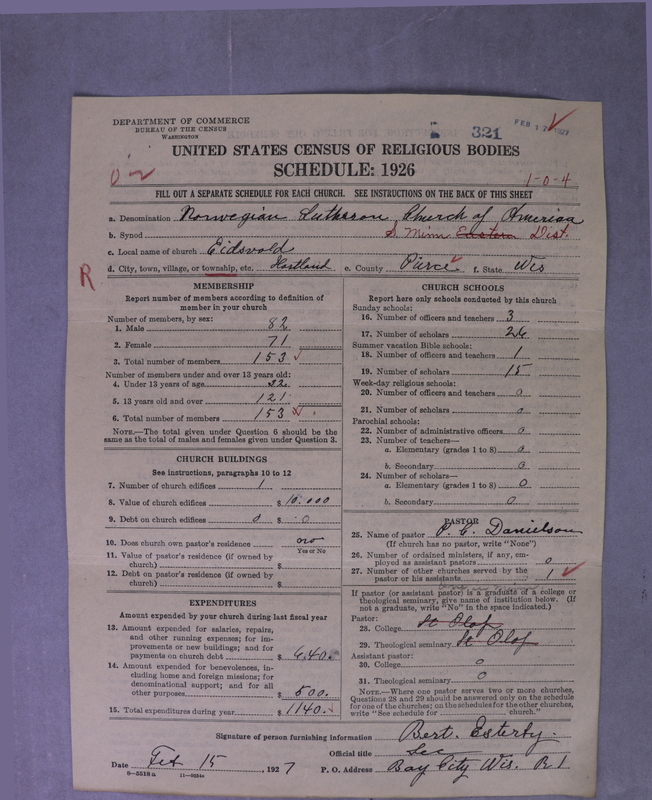 DEPARTMENT OF COMMERCE
BUREAU OF THE CENSUS
WASHINGTON
321
FEB 17 1927
UNITED STATES CENSUS OF RELIGIOUS BODIES
SCHEDULE: 1926
1-0-4
FILL OUT A SEPARATE SCHEDULE FOR EACH CHURCH. SEE INSTRUCTIONS ON THE BACK OF THIS SHEET
a. Denomination Norwegian Lutheran Church of America
b. Synod S. Minn Eastern Dist.
c. Local name of church Eidsvold
d. City, town, village, or township, etc. Hartland e. County Pierce f. State Wis
R
MEMBERSHIP
Report number of members according to definition of
member in your church
Number of members, by sex:
1. Male 82
2. Female 71
3. Total number of members 153
Number of members under and over 13 years old:
4. Under 13 years of age 32
5. 13 years old and over 121
6. Total number of members 153
NOTE.—The total given under Question 6 should be the
same as the total of males and females given under Question 3.
CHURCH BUILDINGS
See instructions, paragraphs 10 to 12
7. Number of church edifices 1
8. Value of church edifices $ 10.000
9. Debt on church edifices 0 $ 0
10. Does church own pastor's residence no
Yes or No
11. Value of pastor's residence (if owned by
church) $
12. Debt on pastor's residence (if owned by
church) $
EXPENDITURES
Amount expended by your church during last fiscal year
13. Amount expended for salaries, repairs,
and other running expenses; for im-
provements or new buildings; and for
payments on church debt $ 640.
14. Amount expended for benevolences, in-
cluding home and foreign missions; for
denominational support; and for all
other purposes $ 500.
15. Total expenditures during year $ 1140.
CHURCH SCHOOLS
Report here only schools conducted by this church
Sunday schools:
16. Number of officers and teachers 3
17. Number of scholars 26
Summer vacation Bible schools:
18. Number of officers and teachers 1
19. Number of scholars 15
Week-day religious schools:
20. Number of officers and teachers 0
21. Number of scholars 0
Parochial schools:
22. Number of administrative officers 0
23. Number of teachers—
a. Elementary (grades 1 to 8) 0
b. Secondary 0
24. Number of scholars—
a. Elementary (grades 1 to 8) 0
b. Secondary 0
PASTOR
25. Name of pastor P. C. Danielson
(If church has no pastor, write "None")
26. Number of ordained ministers, if any, em-
ployed as assistant pastors 0
27. Number of other churches served by the
pastor or his assistants 1
If pastor (or assistant pastor) is a graduate of a college or
theological seminary, give name of institution below. (If
not a graduate, write "No" in the space indicated.)
Pastor:
28. College St Olaf
29. Theological seminary St Olaf
Assistant pastor:
30. College 0
31. Theological seminary 0
NOTE.—Where one pastor serves two or more churches,
Questions 28 and 29 should be answered only on the schedule
for one of the churches; on the schedules for the other churches,
write "See schedule for church."
Signature of person furnishing information Bert. Esterby.
Official title Sec
Date Feb 15, 1927 P. O. Address Bay City Wis. R 1
8-5518 a